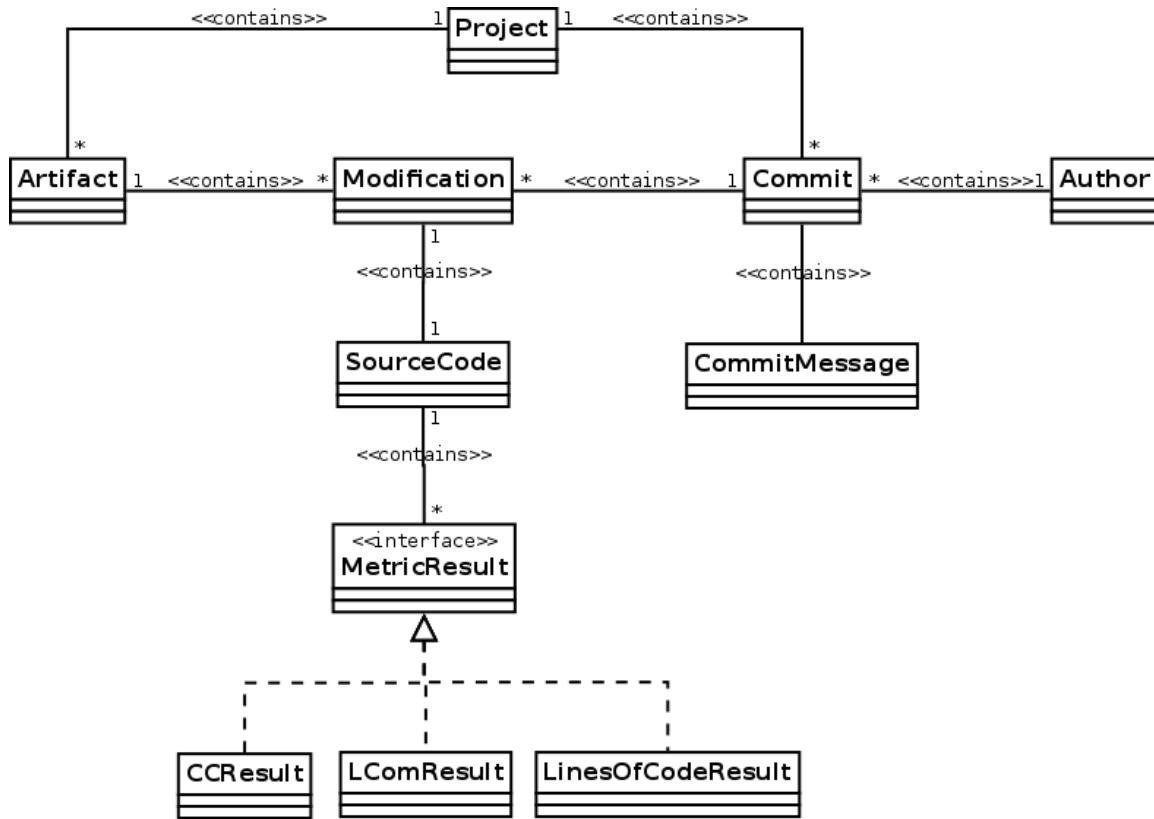 <<contains>> 1 Project 1 <<contains>>
* *
Artifact 1 <<contains>> * Modification * <<contains>> 1 Commit * <<contains>> 1 Author
1
<<contains>> <<contains>>
1
SourceCode CommitMessage
1
<<contains>>
*
<<interface>>
MetricResult
CCResult LComResult LinesOfCodeResult